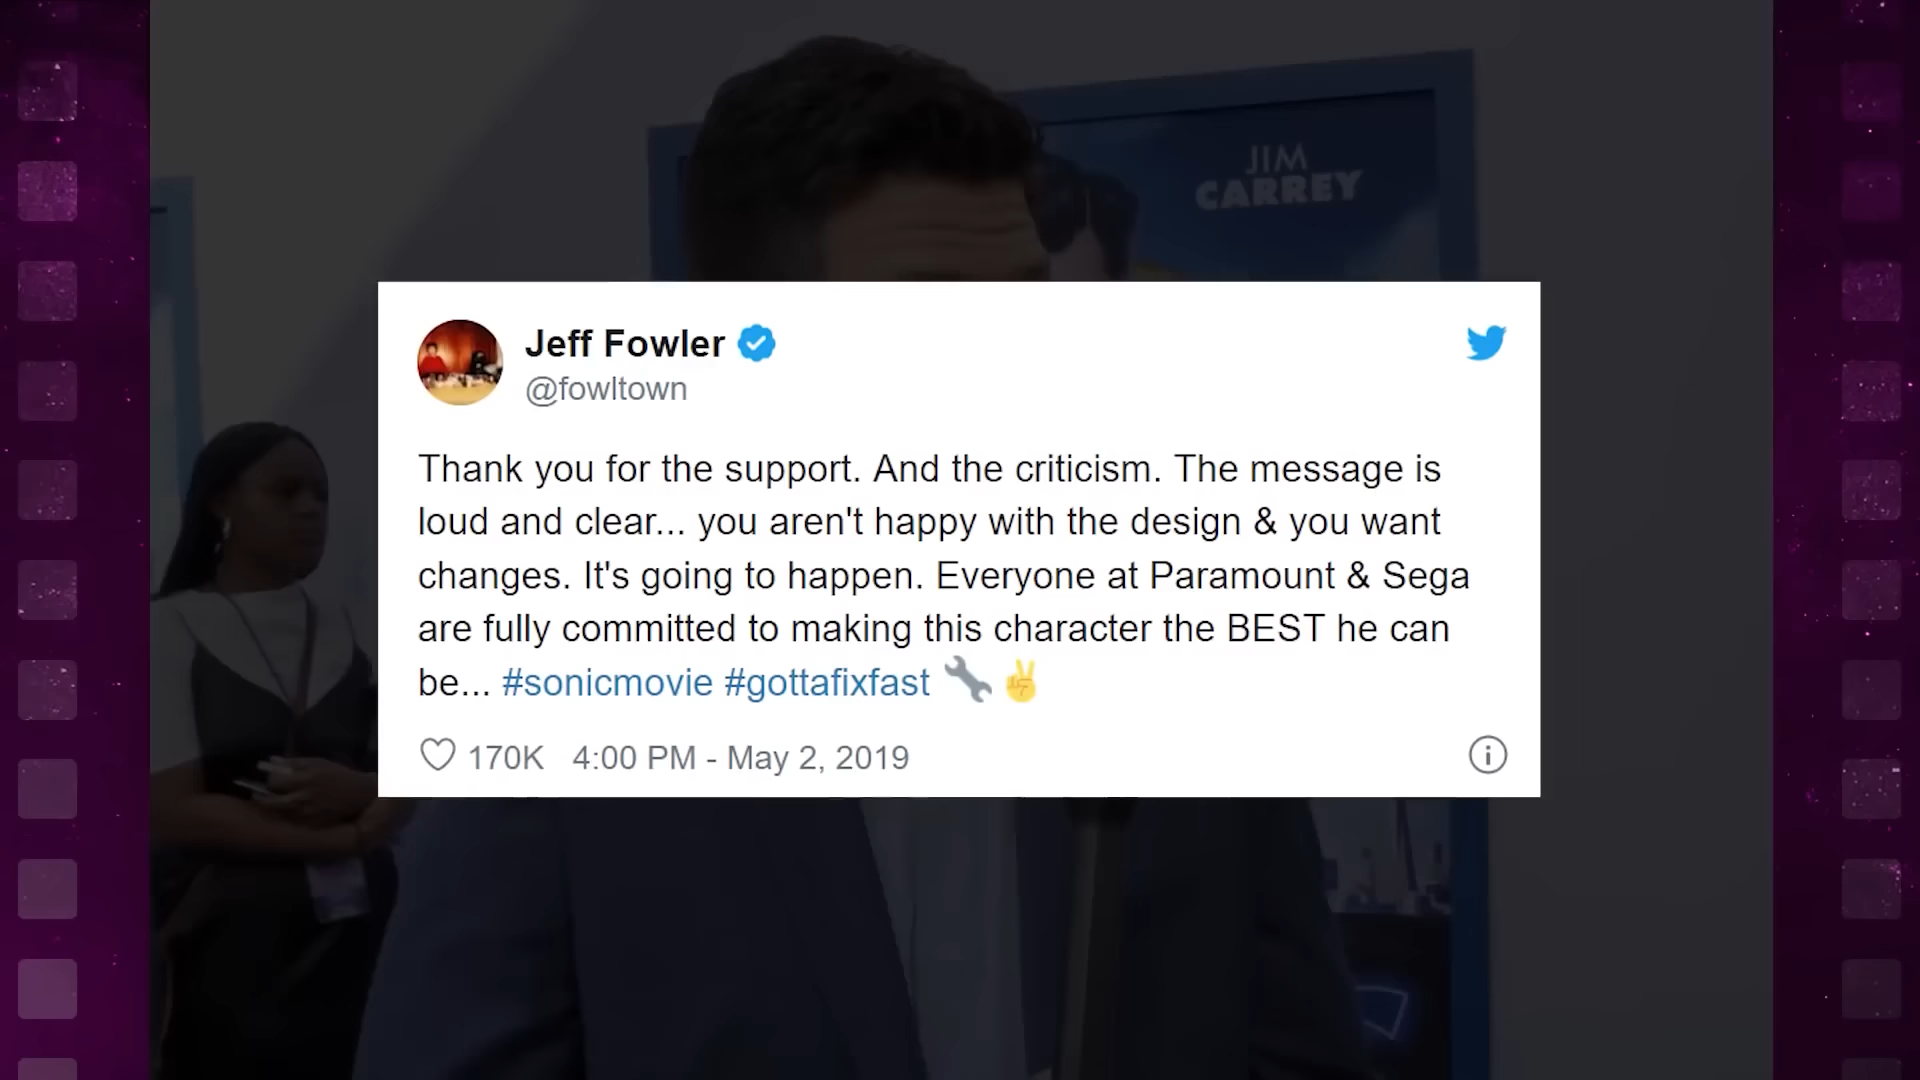 JIM
CARREY
Jeff Fowler
@fowltown
Thank you for the support. And the criticism. The message is
loud and clear... you aren't happy with the design & you want
changes. It's going to happen. Everyone at Paramount & Sega
are fully committed to making this character the BEST he can
be... #sonicmovie #gottafixfast 🔧✌️
170K 4:00 PM - May 2, 2019